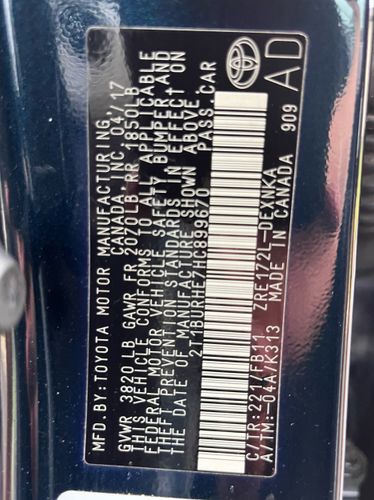 MFD. BY: TOYOTA MOTOR MANUFACTURING
CANADA, INC. 04/17
GVWR 3820 LB GAWR FR 2020LB RR 1850LB
THIS VEHICLE CONFORMS TO ALL APPLICABLE
FEDERAL MOTOR VEHICLE SAFETY, BUMPER, AND
THEFT PREVENTION STANDARDS IN EFFECT ON
THE DATE OF MANUFACTURE SHOWN ABOVE.
2T1BURHE7HC899670 PASS. CAR
C/TR:221/FB11 ZRE172L-DEXNKA
A/TM:-04A/K313 MADE IN CANADA 909
AD